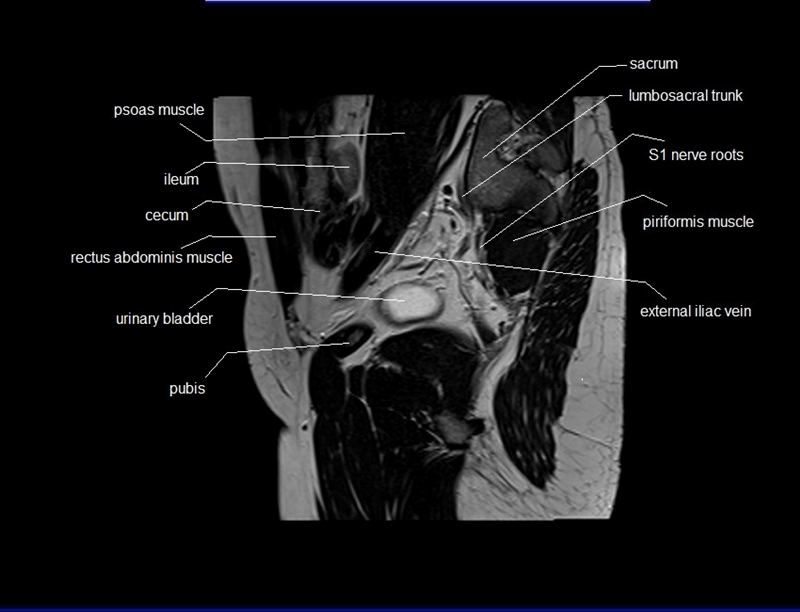 sacrum
lumbosacral trunk
psoas muscle
S1 nerve roots
ileum
cecum
piriformis muscle
rectus abdominis muscle
external iliac vein
urinary bladder
pubis